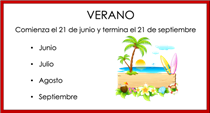 VERANO
Comienza el 21 de junio y termina el 21 de septiembre
• Junio
• Julio
• Agosto
• Septiembre